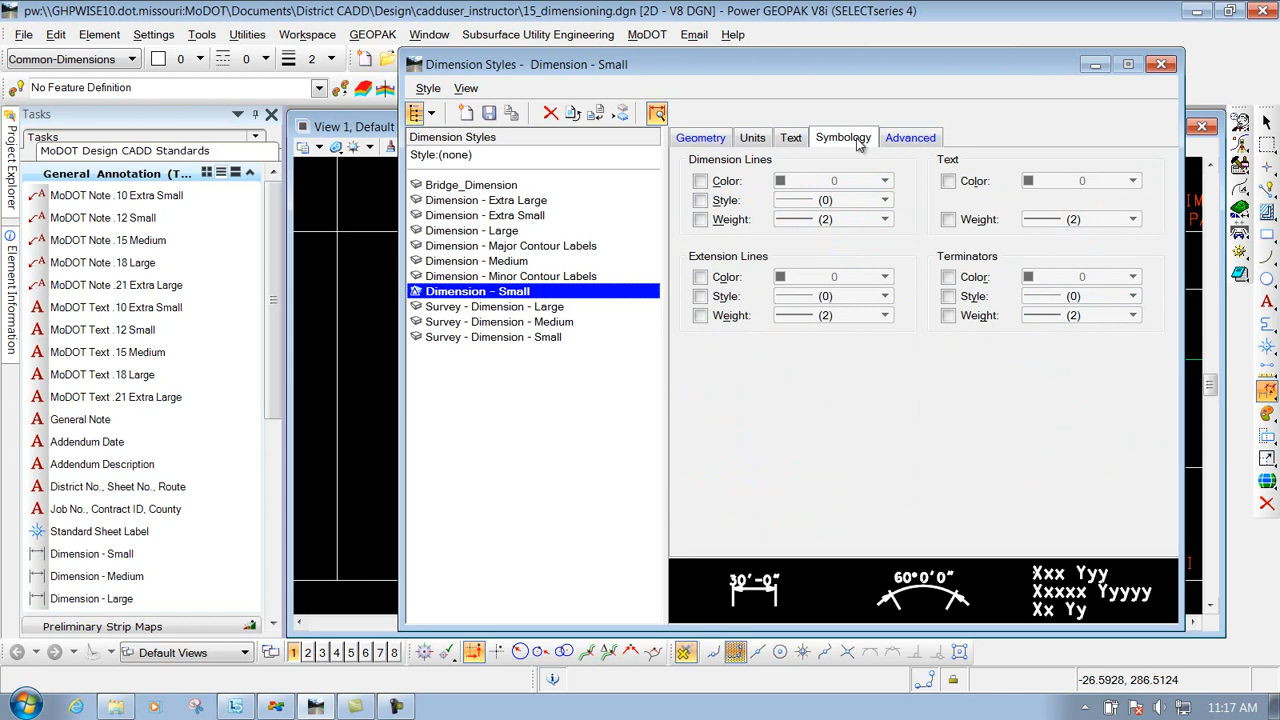 pw:\\GHPWISE10.dot.missouri:MoDOT\Documents\District CADD\Design\cadduser_instructor\15_dimensioning.dgn [2D - V8 DGN] - Power GEOPAK V8i (SELECTseries 4)
File Edit Element Settings Tools Utilities Workspace GEOPAK Window Subsurface Utility Engineering MoDOT Email Help
Common-Dimensions 0 0 2
No Feature Definition
Dimension Styles - Dimension - Small
Style View
Tasks
Tasks
MoDOT Design CADD Standards
General Annotation (T...
MoDOT Note .10 Extra Small
MoDOT Note .12 Small
MoDOT Note .15 Medium
MoDOT Note .18 Large
MoDOT Note .21 Extra Large
MoDOT Text .10 Extra Small
MoDOT Text .12 Small
MoDOT Text .15 Medium
MoDOT Text .18 Large
MoDOT Text .21 Extra Large
General Note
Addendum Date
Addendum Description
District No., Sheet No., Route
Job No., Contract ID, County
Standard Sheet Label
Dimension - Small
Dimension - Medium
Dimension - Large
Preliminary Strip Maps
Project Explorer
Element Information
View 1, Default
Dimension Styles
Style:(none)
Bridge_Dimension
Dimension - Extra Large
Dimension - Extra Small
Dimension - Large
Dimension - Major Contour Labels
Dimension - Medium
Dimension - Minor Contour Labels
Dimension - Small
Survey - Dimension - Large
Survey - Dimension - Medium
Survey - Dimension - Small
Geometry Units Text Symbology Advanced
Dimension Lines
Color: 0
Style: (0)
Weight: (2)
Text
Color: 0
Weight: (2)
Extension Lines
Color: 0
Style: (0)
Weight: (2)
Terminators
Color: 0
Style: (0)
Weight: (2)
30'-0"
60°0'0"
Xxx Yyy
Xxxxx Yyyyy
Xx Yy
Default Views 1 2 3 4 5 6 7 8
-26.5928, 286.5124
11:17 AM